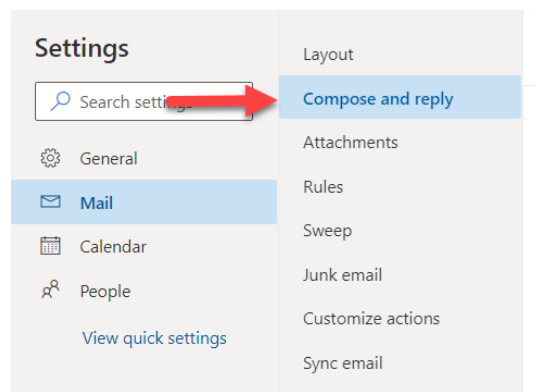 Settings
Search settings
General
Mail
Calendar
People
View quick settings
Layout
Compose and reply
Attachments
Rules
Sweep
Junk email
Customize actions
Sync email